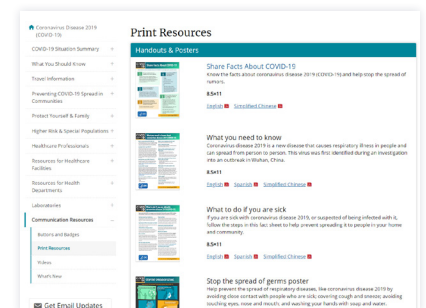 Coronavirus Disease 2019
(COVID-19)
COVID-19 Situation Summary +
What You Should Know +
Travel Information +
Preventing COVID-19 Spread in +
Communities
Protect Yourself & Family +
Higher Risk & Special Populations +
Healthcare Professionals +
Resources for Healthcare +
Facilities
Resources for Health +
Departments
Laboratories +
Communication Resources −
Buttons and Badges
Print Resources
Videos
What's New
Get Email Updates
Print Resources
Handouts & Posters
Share Facts About COVID-19
Know the facts about coronavirus disease 2019 (COVID-19) and help stop the spread of
rumors.
8.5x11
English Simplified Chinese
What you need to know
Coronavirus disease 2019 is a new disease that causes respiratory illness in people and
can spread from person to person. This virus was first identified during an investigation
into an outbreak in Wuhan, China.
8.5x11
English Spanish Simplified Chinese
What to do if you are sick
If you are sick with coronavirus disease 2019, or suspected of being infected with it,
follow the steps in this fact sheet to help prevent spreading it to people in your home
and community.
8.5x11
English Spanish Simplified Chinese
Stop the spread of germs poster
Help prevent the spread of respiratory diseases, like coronavirus disease 2019 by
avoiding close contact with people who are sick; covering cough and sneeze; avoiding
touching eyes, nose and mouth; and washing your hands with soap and water.